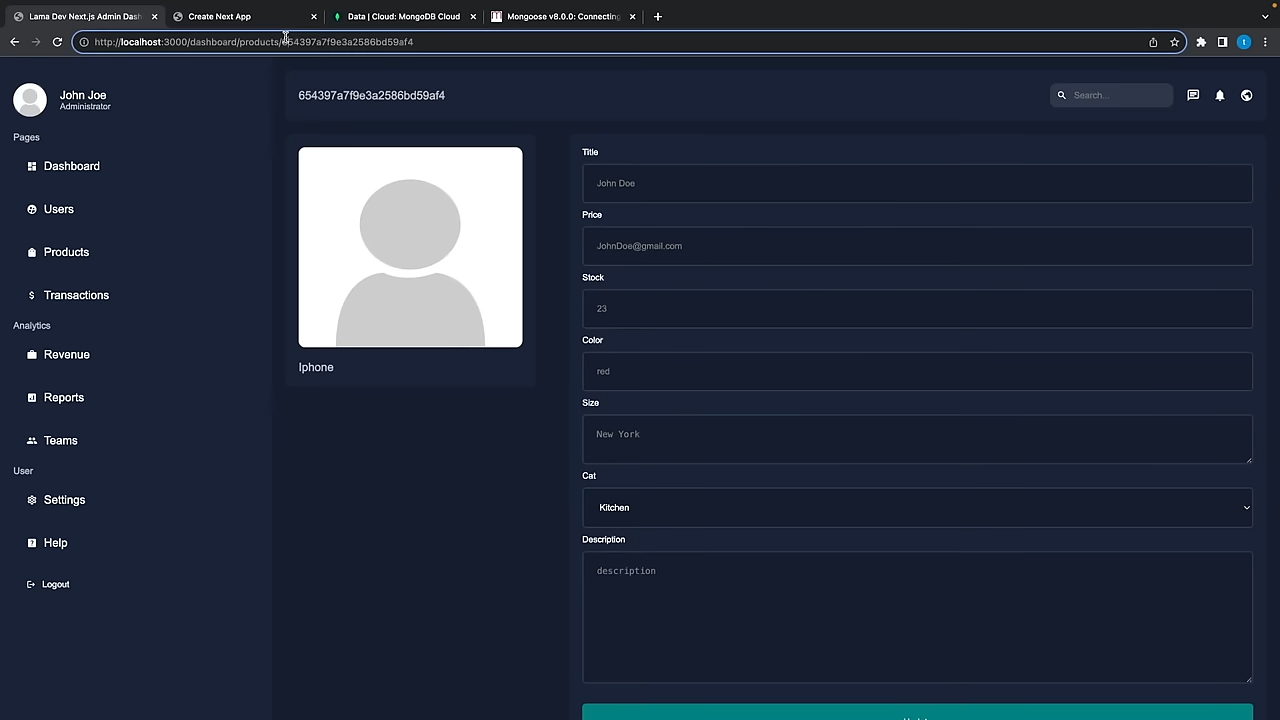 Lama Dev Next.js Admin Dash
Create Next App
Data | Cloud: MongoDB Cloud
Mongoose v8.0.0: Connecting
http://localhost:3000/dashboard/products/654397a7f9e3a2586bd59af4
John Joe
Administrator
Pages
Dashboard
Users
Products
Transactions
Analytics
Revenue
Reports
Teams
User
Settings
Help
Logout
654397a7f9e3a2586bd59af4
Search...
Iphone
Title
John Doe
Price
JohnDoe@gmail.com
Stock
23
Color
red
Size
New York
Cat
Kitchen
Description
description